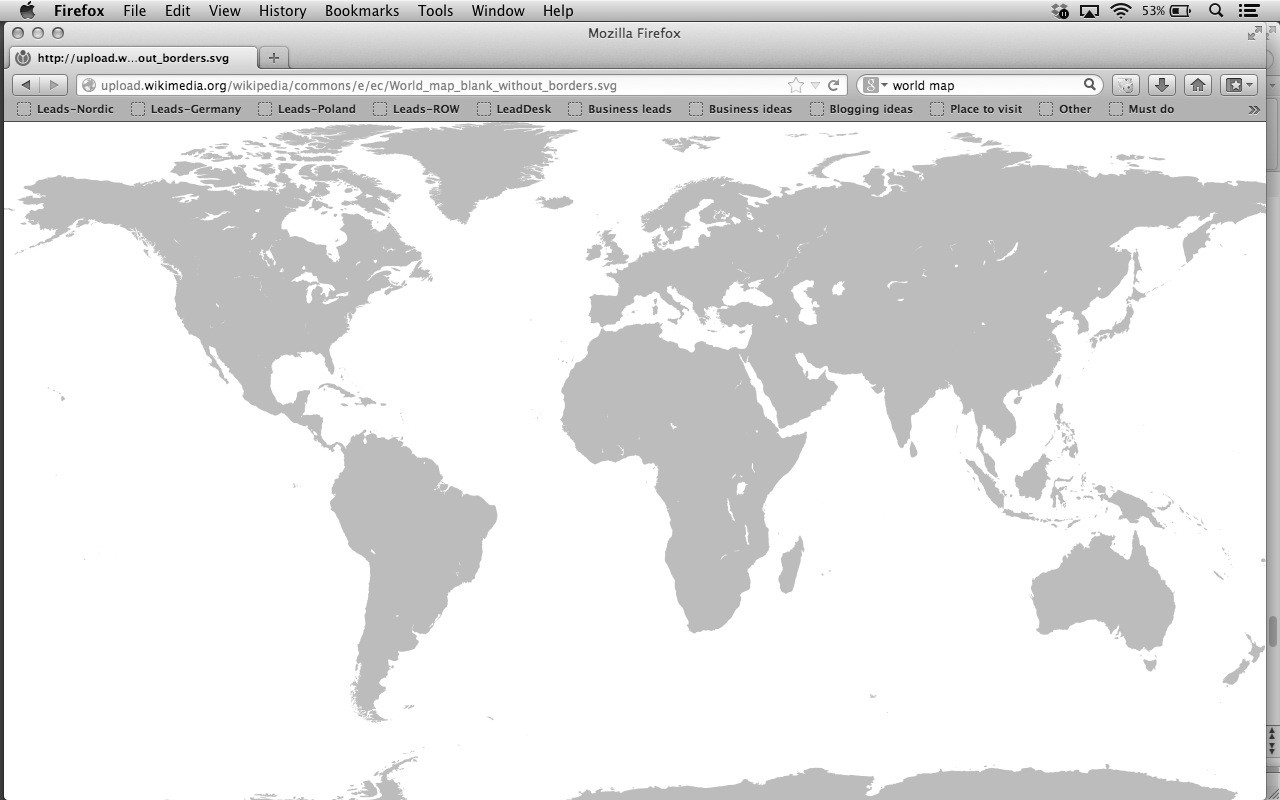 Firefox File Edit View History Bookmarks Tools Window Help 53%
Mozilla Firefox
http://upload.w...out_borders.svg
upload.wikimedia.org/wikipedia/commons/e/ec/World_map_blank_without_borders.svg world map
Leads-Nordic Leads-Germany Leads-Poland Leads-ROW LeadDesk Business leads Business ideas Blogging ideas Place to visit Other Must do